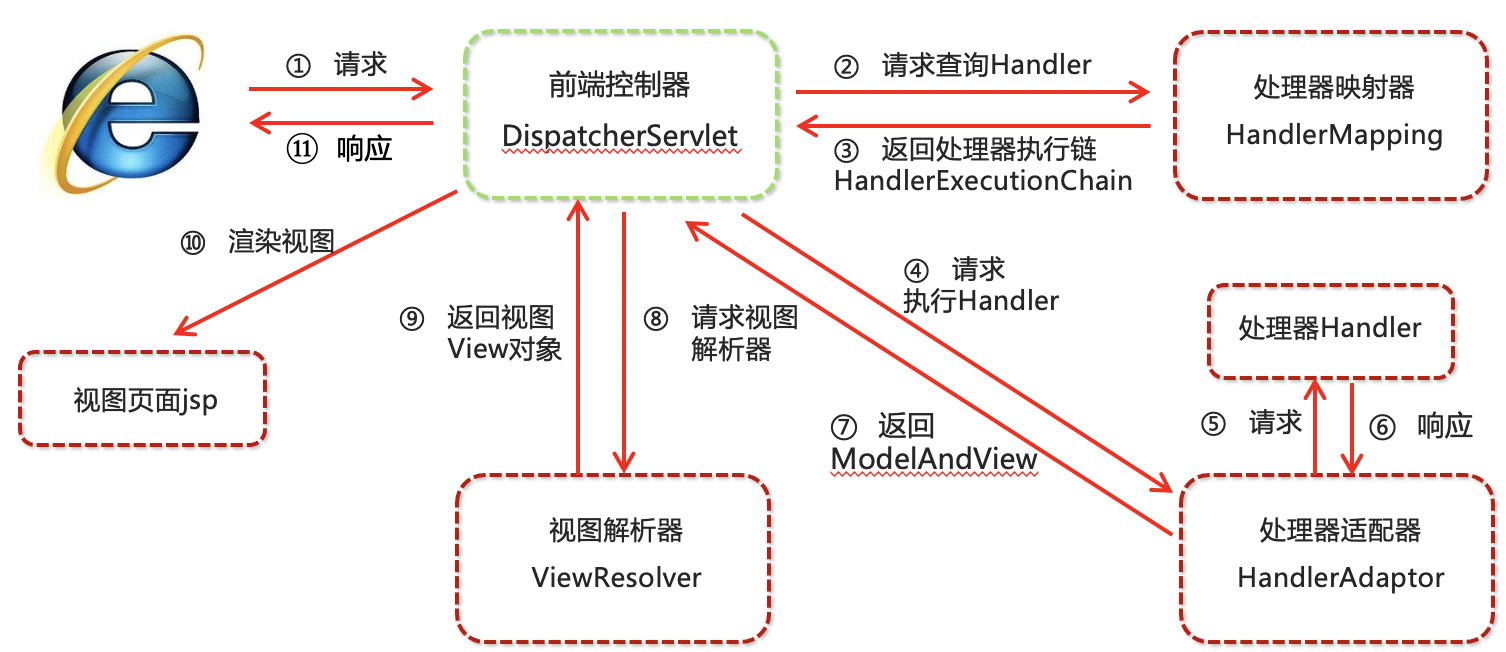 ① 请求
⑪ 响应
前端控制器
DispatcherServlet
② 请求查询Handler
③ 返回处理器执行链
HandlerExecutionChain
处理器映射器
HandlerMapping
⑩ 渲染视图
④ 请求
执行Handler
⑨ 返回视图
View对象
⑧ 请求视图
解析器
处理器Handler
视图页面jsp
⑦ 返回
ModelAndView
⑤ 请求
⑥ 响应
视图解析器
ViewResolver
处理器适配器
HandlerAdaptor